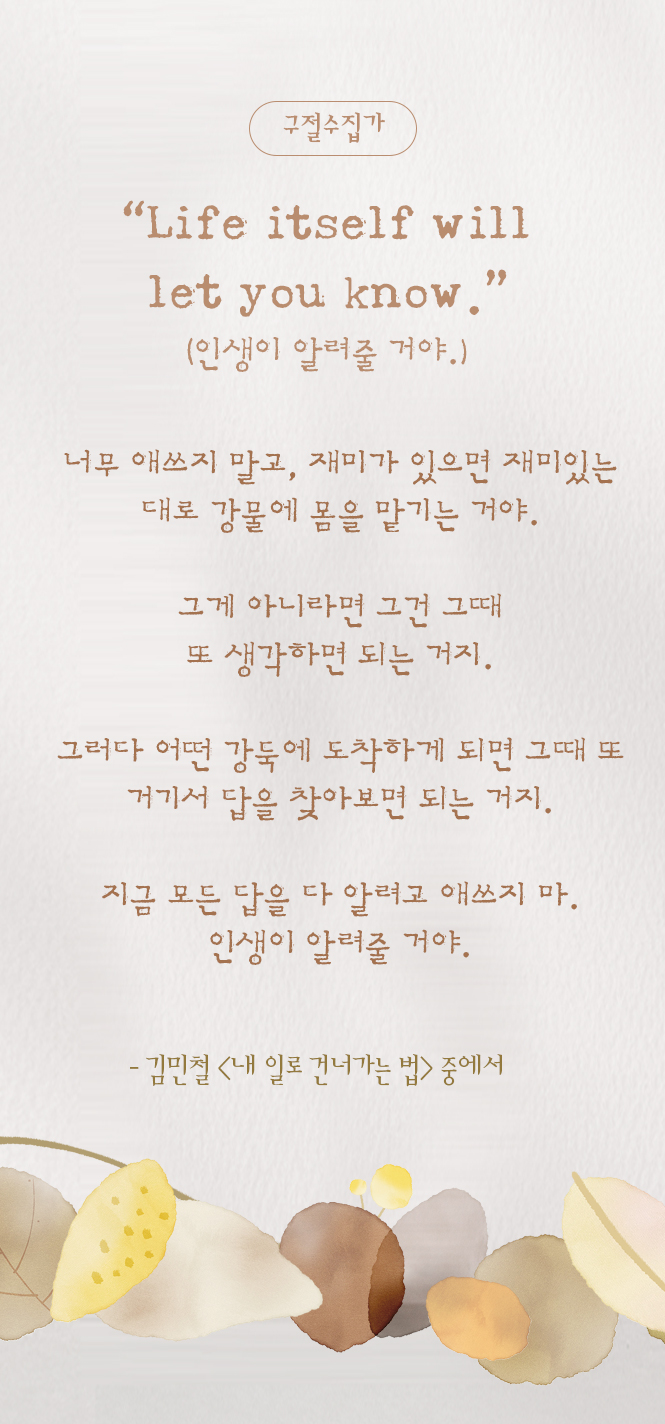 구절수집가
“Life itself will
let you know.”
(인생이 알려줄 거야.)
너무 애쓰지 말고, 재미가 있으면 재미있는
대로 강물에 몸을 맡기는 거야.
그게 아니라면 그건 그때
또 생각하면 되는 거지.
그러다 어떤 강둑에 도착하게 되면 그때 또
거기서 답을 찾아보면 되는 거지.
지금 모든 답을 다 알려고 애쓰지 마.
인생이 알려줄 거야.
- 김민철 <내 일로 건너가는 법> 중에서